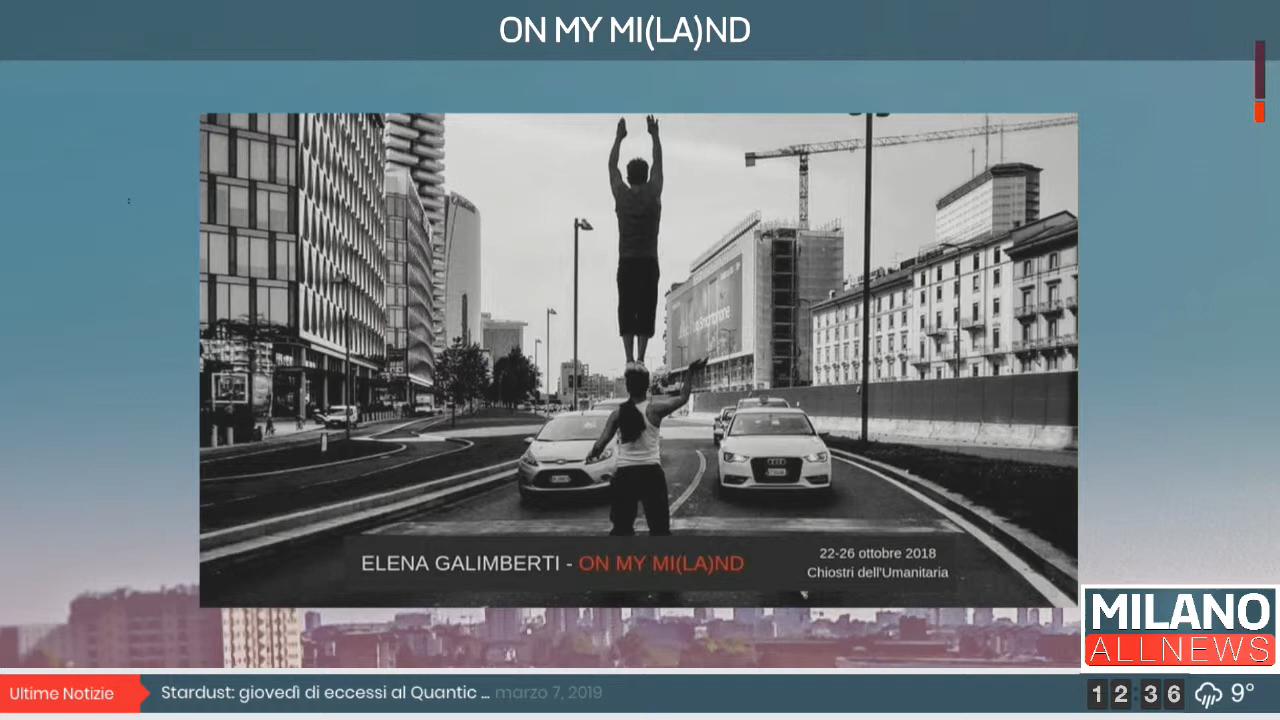 ON MY MI(LA)ND
ELENA GALIMBERTI - ON MY MI(LA)ND
22-26 ottobre 2018
Chiostri dell'Umanitaria
MILANO
ALLNEWS
Ultime Notizie
Stardust: giovedì di eccessi al Quantic ... marzo 7, 2019
12:36
9°